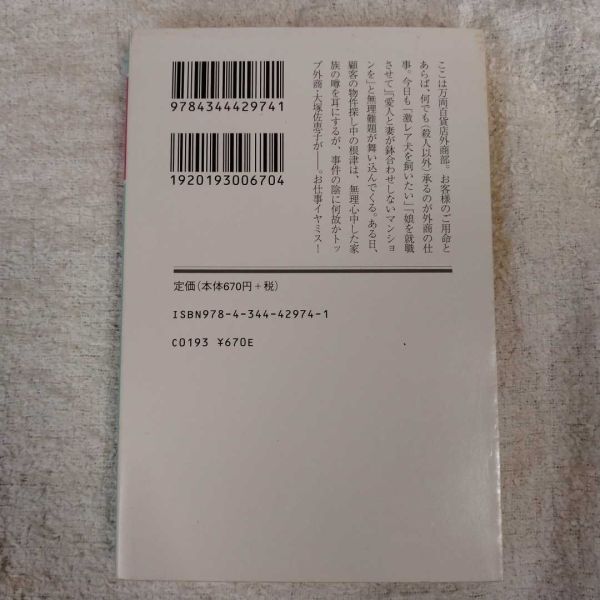 9784344429741
1920193006704
ここは万両百貨店外商部。お客様のご用命と
あらば、何でも(殺人以外)承るのが外商の仕
事。今日も「激レア犬を飼いたい」「娘を就職
させて」「愛人と妻が鉢合わせしないマンショ
ンを」と無理難題が舞い込んでくる。ある日、
顧客の物件探し中の根津は、無理心中した家
族の噂を耳にするが、事件の陰に何故かトッ
プ外商・大塚佐恵子が――。お仕事イヤミス!
定価(本体670円+税)
ISBN978-4-344-42974-1
C0193 ¥670E